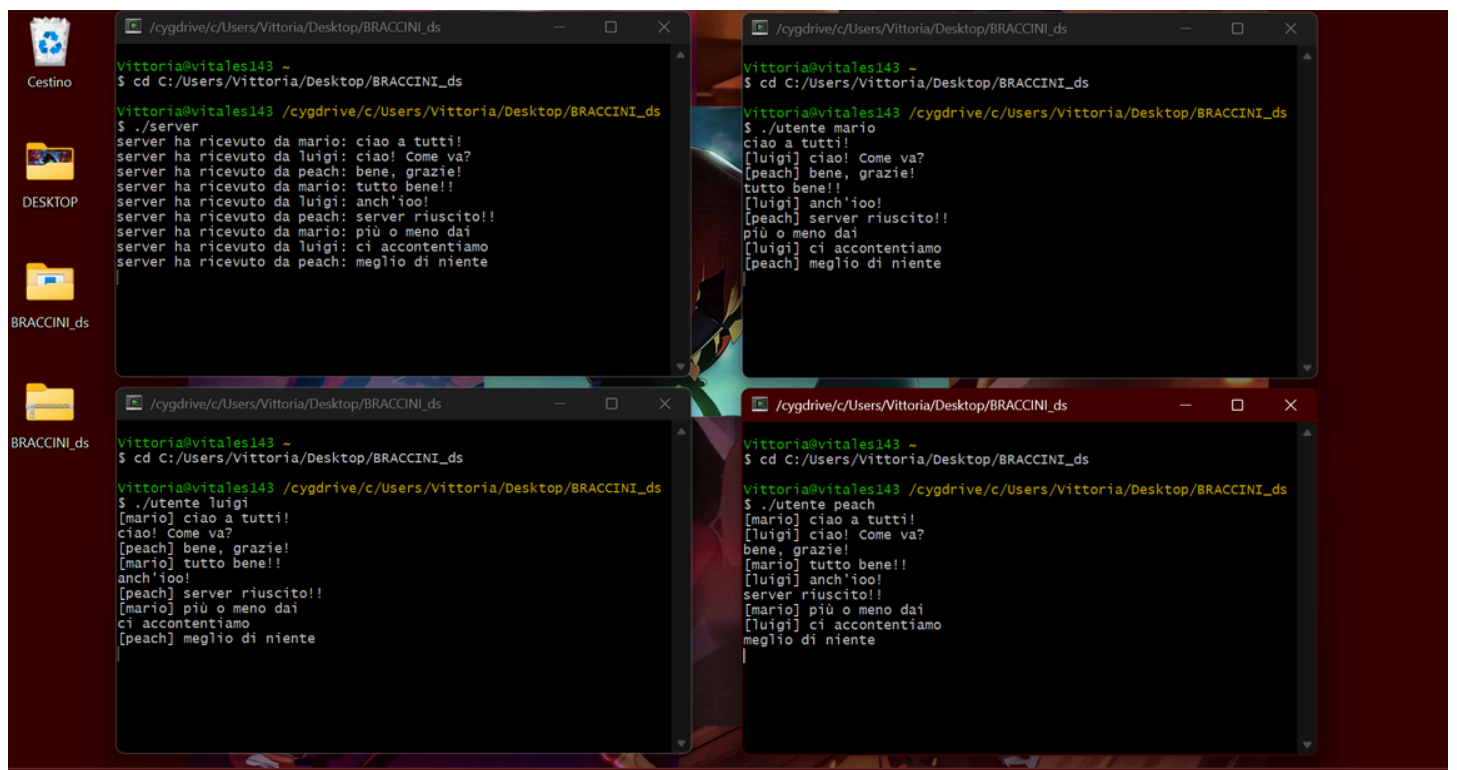 Cestino
DESKTOP
BRACCINI_ds
BRACCINI_ds
/cygdrive/c/Users/Vittoria/Desktop/BRACCINI_ds
Vittoria@vitales143 ~
$ cd C:/Users/Vittoria/Desktop/BRACCINI_ds
Vittoria@vitales143 /cygdrive/c/Users/Vittoria/Desktop/BRACCINI_ds
$ ./server
server ha ricevuto da mario: ciao a tutti!
server ha ricevuto da luigi: ciao! Come va?
server ha ricevuto da peach: bene, grazie!
server ha ricevuto da mario: tutto bene!!
server ha ricevuto da luigi: anch'ioo!
server ha ricevuto da peach: server riuscito!!
server ha ricevuto da mario: più o meno dai
server ha ricevuto da luigi: ci accontentiamo
server ha ricevuto da peach: meglio di niente
/cygdrive/c/Users/Vittoria/Desktop/BRACCINI_ds
Vittoria@vitales143 ~
$ cd C:/Users/Vittoria/Desktop/BRACCINI_ds
Vittoria@vitales143 /cygdrive/c/Users/Vittoria/Desktop/BRACCINI_ds
$ ./utente mario
ciao a tutti!
[luigi] ciao! Come va?
[peach] bene, grazie!
tutto bene!!
[luigi] anch'ioo!
[peach] server riuscito!!
più o meno dai
[luigi] ci accontentiamo
[peach] meglio di niente
/cygdrive/c/Users/Vittoria/Desktop/BRACCINI_ds
Vittoria@vitales143 ~
$ cd C:/Users/Vittoria/Desktop/BRACCINI_ds
Vittoria@vitales143 /cygdrive/c/Users/Vittoria/Desktop/BRACCINI_ds
$ ./utente luigi
[mario] ciao a tutti!
ciao! Come va?
[peach] bene, grazie!
[mario] tutto bene!!
anch'ioo!
[peach] server riuscito!!
[mario] più o meno dai
ci accontentiamo
[peach] meglio di niente
/cygdrive/c/Users/Vittoria/Desktop/BRACCINI_ds
Vittoria@vitales143 ~
$ cd C:/Users/Vittoria/Desktop/BRACCINI_ds
Vittoria@vitales143 /cygdrive/c/Users/Vittoria/Desktop/BRACCINI_ds
$ ./utente peach
[mario] ciao a tutti!
[luigi] ciao! Come va?
bene, grazie!
[mario] tutto bene!!
[luigi] anch'ioo!
server riuscito!!
[mario] più o meno dai
[luigi] ci accontentiamo
meglio di niente